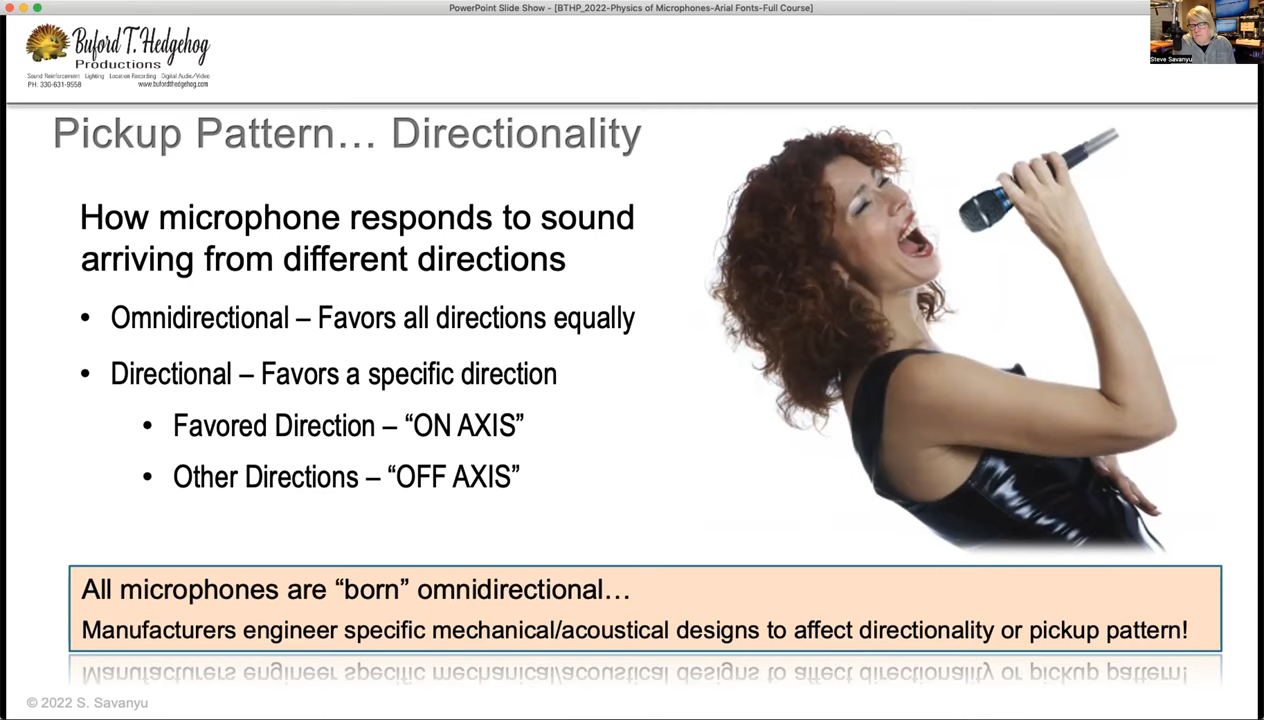 PowerPoint Slide Show - [BTHP_2022-Physics of Microphones-Arial Fonts-Full Course]
Buford T. Hedgehog
Productions
Sound Reinforcement Lighting Location Recording Digital Audio/Video
PH: 330-631-9558 www.bufordthedgehog.com
Steve Savanyu
Pickup Pattern… Directionality
How microphone responds to sound
arriving from different directions
• Omnidirectional – Favors all directions equally
• Directional – Favors a specific direction
• Favored Direction – “ON AXIS”
• Other Directions – “OFF AXIS”
All microphones are “born” omnidirectional…
Manufacturers engineer specific mechanical/acoustical designs to affect directionality or pickup pattern!
© 2022 S. Savanyu